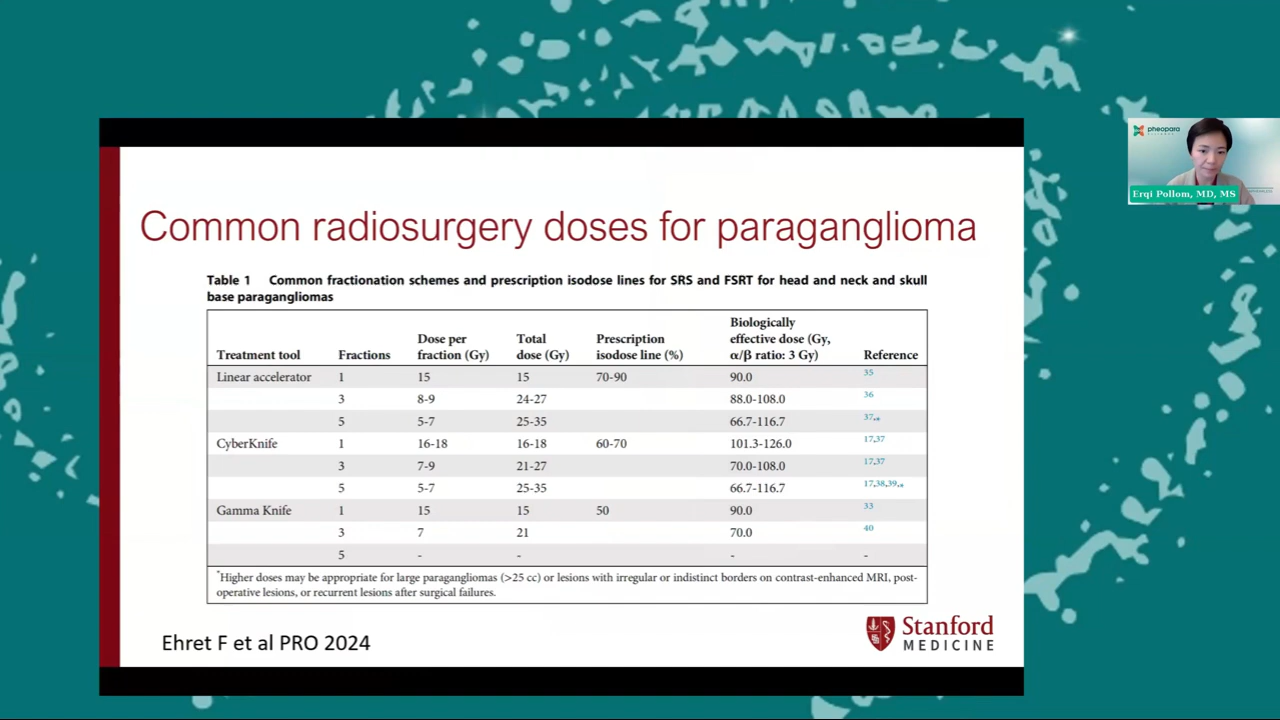 pheopara
Erqi Pollom, MD, MS
Common radiosurgery doses for paraganglioma
Table 1 Common fractionation schemes and prescription isodose lines for SRS and FSRT for head and neck and skull
base paragangliomas
Treatment tool Fractions Dose per fraction (Gy) Total dose (Gy) Prescription isodose line (%) Biologically effective dose (Gy, α/β ratio: 3 Gy) Reference
Linear accelerator 1 15 15 70-90 90.0 35
3 8-9 24-27 88.0-108.0 36
5 5-7 25-35 66.7-116.7 37,*
CyberKnife 1 16-18 16-18 60-70 101.3-126.0 17,37
3 7-9 21-27 70.0-108.0 17,37
5 5-7 25-35 66.7-116.7 17,38,39,*
Gamma Knife 1 15 15 50 90.0 33
3 7 21 70.0 40
5 - - - -
*Higher doses may be appropriate for large paragangliomas (>25 cc) or lesions with irregular or indistinct borders on contrast-enhanced MRI, post-
operative lesions, or recurrent lesions after surgical failures.
Ehret F et al PRO 2024
Stanford
MEDICINE